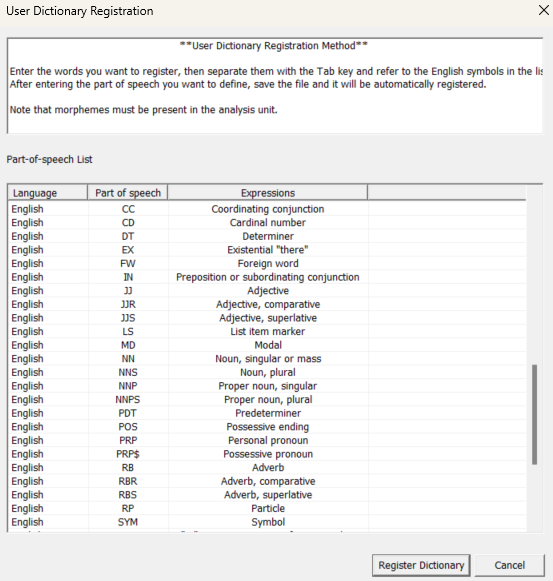 User Dictionary Registration
**User Dictionary Registration Method**
Enter the words you want to register, then separate them with the Tab key and refer to the English symbols in the lis
After entering the part of speech you want to define, save the file and it will be automatically registered.
Note that morphemes must be present in the analysis unit.
Part-of-speech List
Language Part of speech Expressions
English CC Coordinating conjunction
English CD Cardinal number
English DT Determiner
English EX Existential "there"
English FW Foreign word
English IN Preposition or subordinating conjunction
English JJ Adjective
English JJR Adjective, comparative
English JJS Adjective, superlative
English LS List item marker
English MD Modal
English NN Noun, singular or mass
English NNS Noun, plural
English NNP Proper noun, singular
English NNPS Proper noun, plural
English PDT Predeterminer
English POS Possessive ending
English PRP Personal pronoun
English PRP$ Possessive pronoun
English RB Adverb
English RBR Adverb, comparative
English RBS Adverb, superlative
English RP Particle
English SYM Symbol
Register Dictionary Cancel